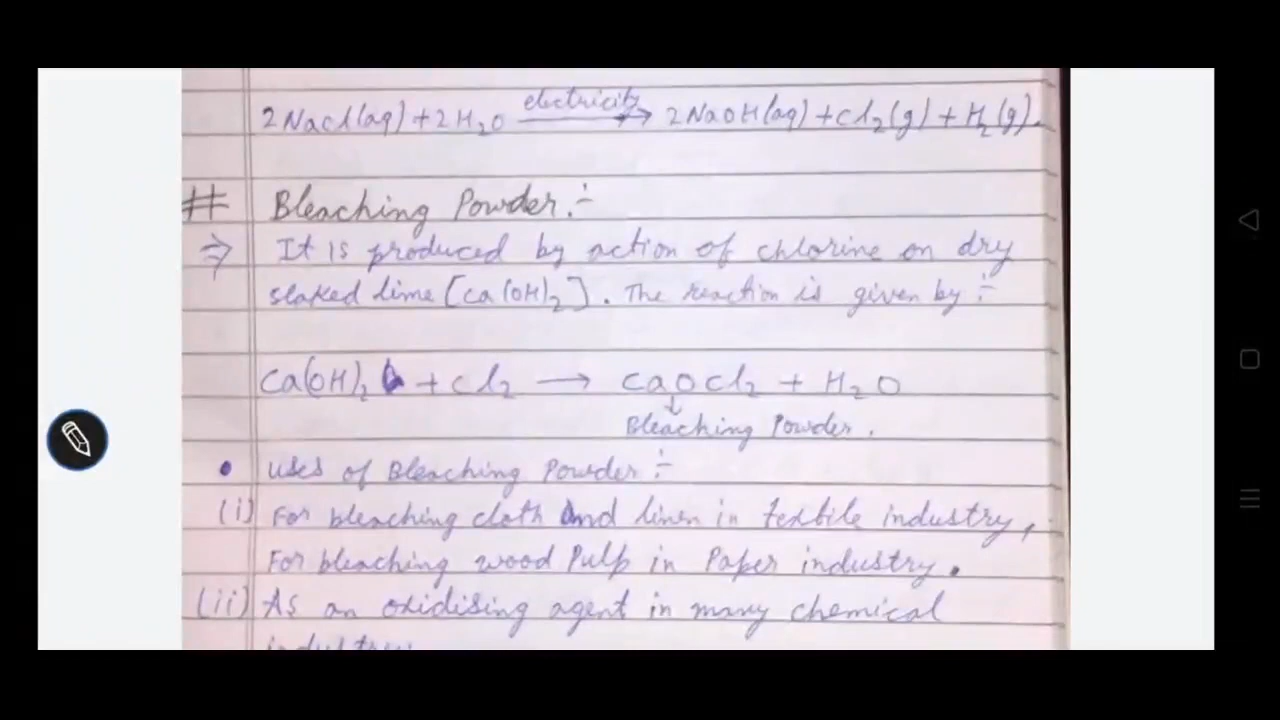 2NaCl(aq) + 2H2O electricity → 2NaOH(aq) + Cl2(g) + H2(g).
# Bleaching Powder :-
⇒ It is produced by action of chlorine on dry
slaked lime [Ca(OH)2]. The reaction is given by :-
Ca(OH)2 + Cl2 → CaOCl2 + H2O
↓
Bleaching Powder.
• uses of Bleaching Powder :-
(i) For bleaching cloth and linen in textile industry,
For bleaching wood Pulp in Paper industry.
(ii) As an oxidising agent in many chemical